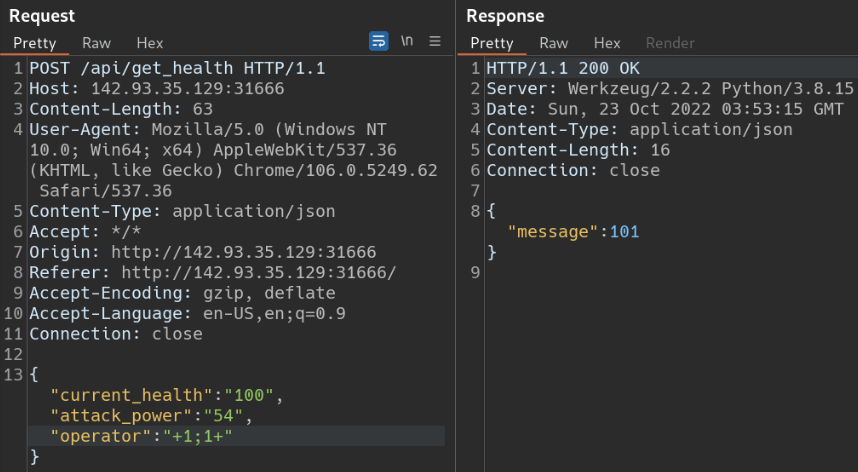 Request
Pretty Raw Hex \n
1 POST /api/get_health HTTP/1.1
2 Host: 142.93.35.129:31666
3 Content-Length: 63
4 User-Agent: Mozilla/5.0 (Windows NT
10.0; Win64; x64) AppleWebKit/537.36
(KHTML, like Gecko) Chrome/106.0.5249.62
Safari/537.36
5 Content-Type: application/json
6 Accept: */*
7 Origin: http://142.93.35.129:31666
8 Referer: http://142.93.35.129:31666/
9 Accept-Encoding: gzip, deflate
10 Accept-Language: en-US,en;q=0.9
11 Connection: close
12
13 {
"current_health":"100",
"attack_power":"54",
"operator":"+1;1+"
}
Response
Pretty Raw Hex Render
1 HTTP/1.1 200 OK
2 Server: Werkzeug/2.2.2 Python/3.8.15
3 Date: Sun, 23 Oct 2022 03:53:15 GMT
4 Content-Type: application/json
5 Content-Length: 16
6 Connection: close
7
8 {
"message":101
}
9